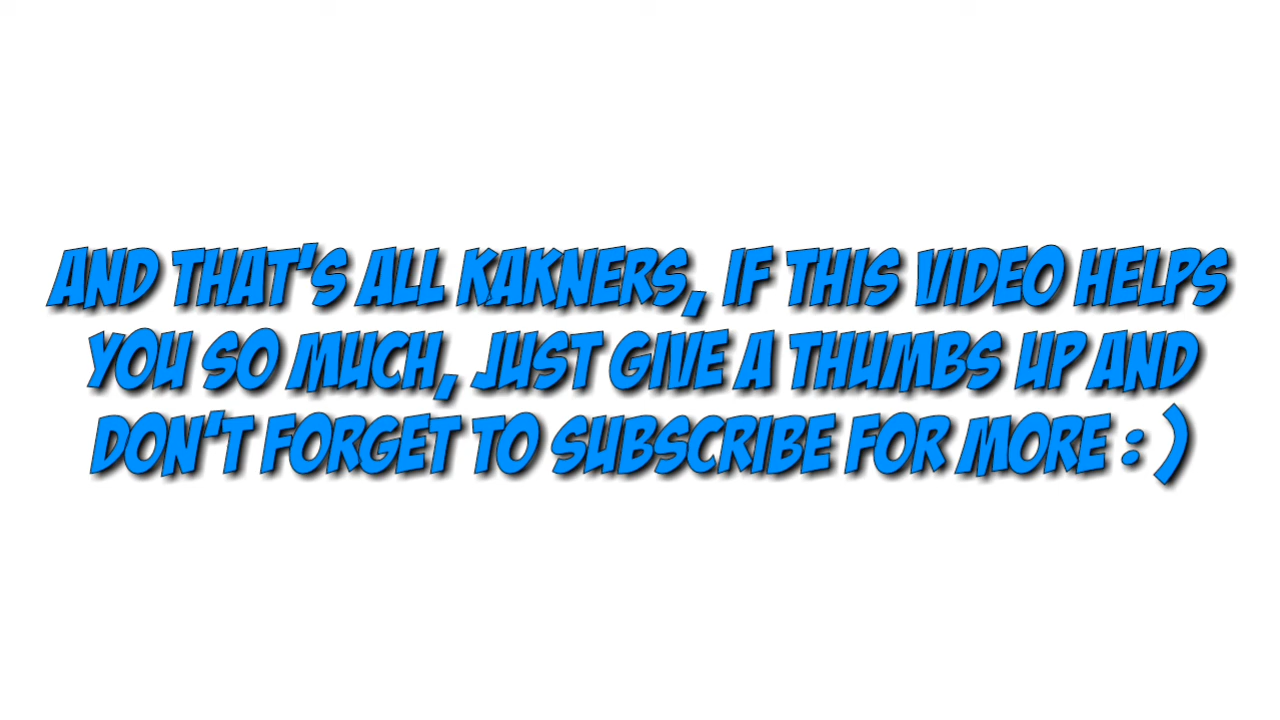 AND THAT'S ALL KAKNERS, IF THIS VIDEO HELPS
YOU SO MUCH, JUST GIVE A THUMBS UP AND
DON'T FORGET TO SUBSCRIBE FOR MORE : )